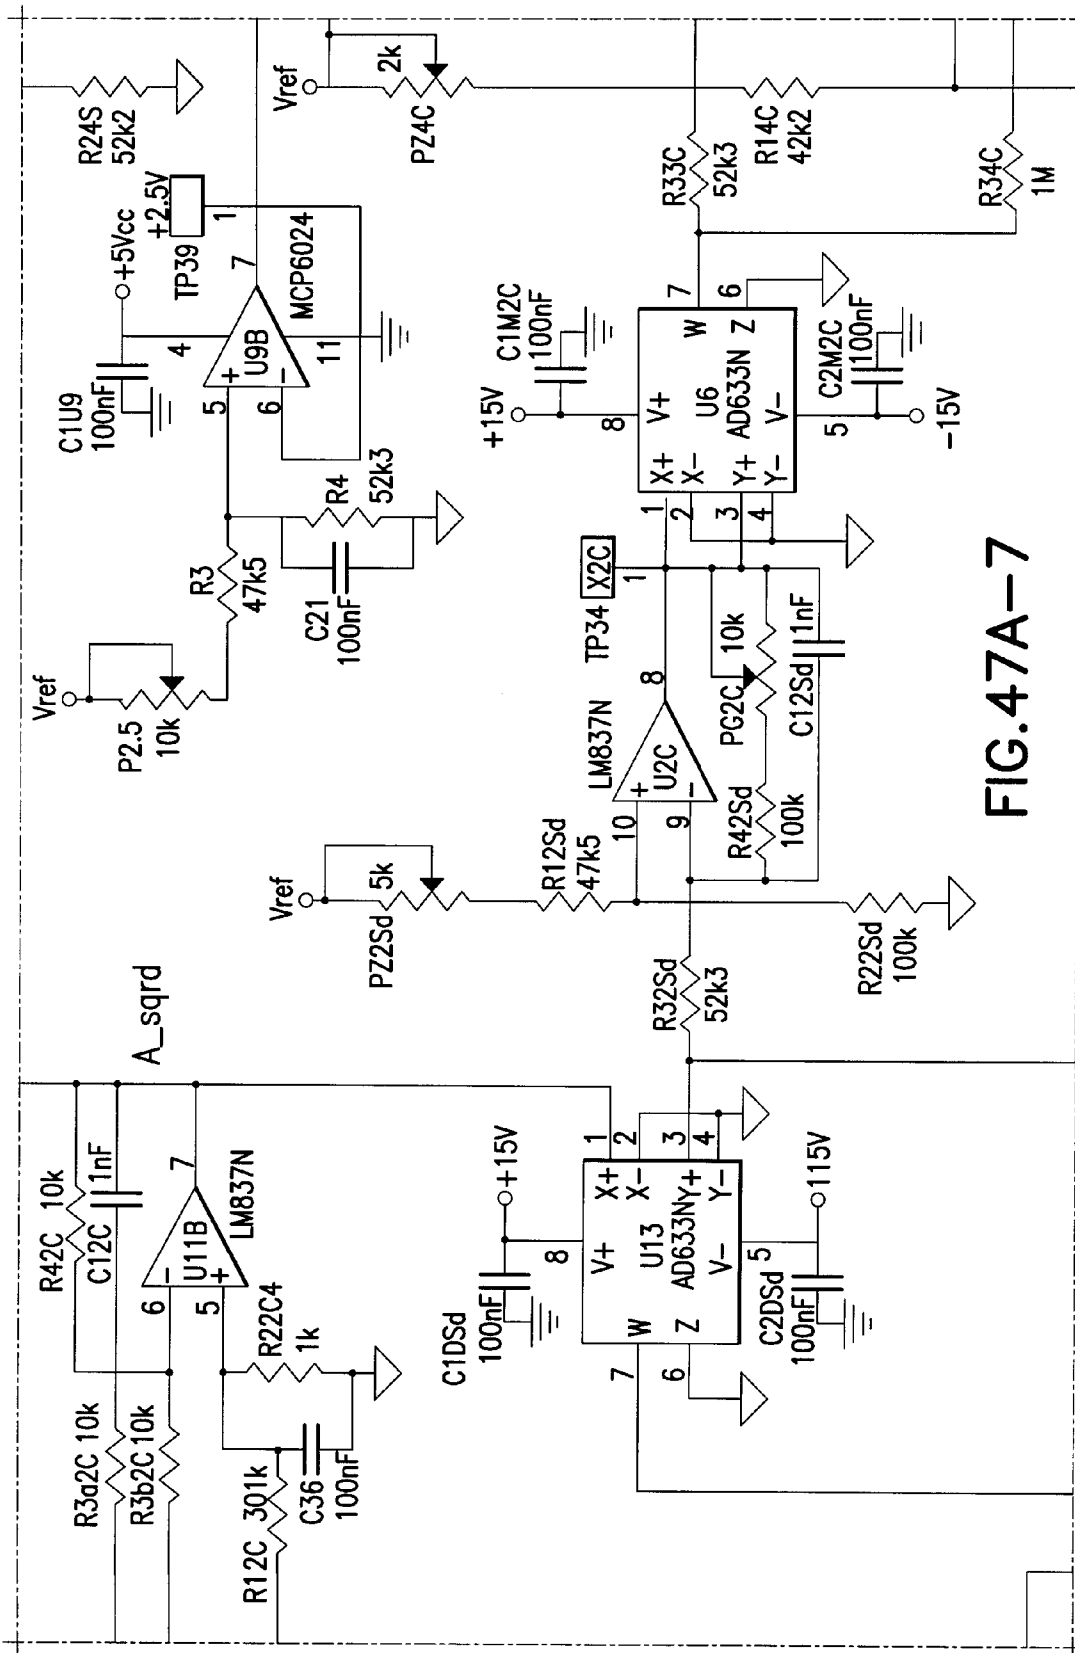 R24S
52k2
Vref
2k
PZ4C
+2.5V
TP39
1
+5Vcc
C1U9
100nF
4
5
6
7
11
+
-
U9B
MCP6024
R33C
52k3
R14C
42k2
R34C
1M
Vref
P2.5
10k
R3
47k5
C21
100nF
R4
52k3
+15V
C1M2C
100nF
8
V+
U6
AD633N
V-
X+
X-
Y+
Y-
W
Z
1
2
3
4
5
6
7
C2M2C
100nF
-15V
TP34
X2C
1
LM837N
U2C
+
-
10
9
8
PG2C
10k
R42Sd
100k
C12Sd
1nF
Vref
5k
PZ2Sd
R12Sd
47k5
R32Sd
52k3
R22Sd
100k
A_sqrd
R42C 10k
C12C 1nF
U11B
-
+
6
5
7
LM837N
R3a2C 10k
R3b2C 10k
R22C4
1k
C36
100nF
R12C 301k
C1DSd
100nF
+15V
8
V+
U13
AD633N
V-
X+
X-
Y+
Y-
W
Z
1
2
3
4
5
6
7
C2DSd
100nF
115V
FIG.47A-7